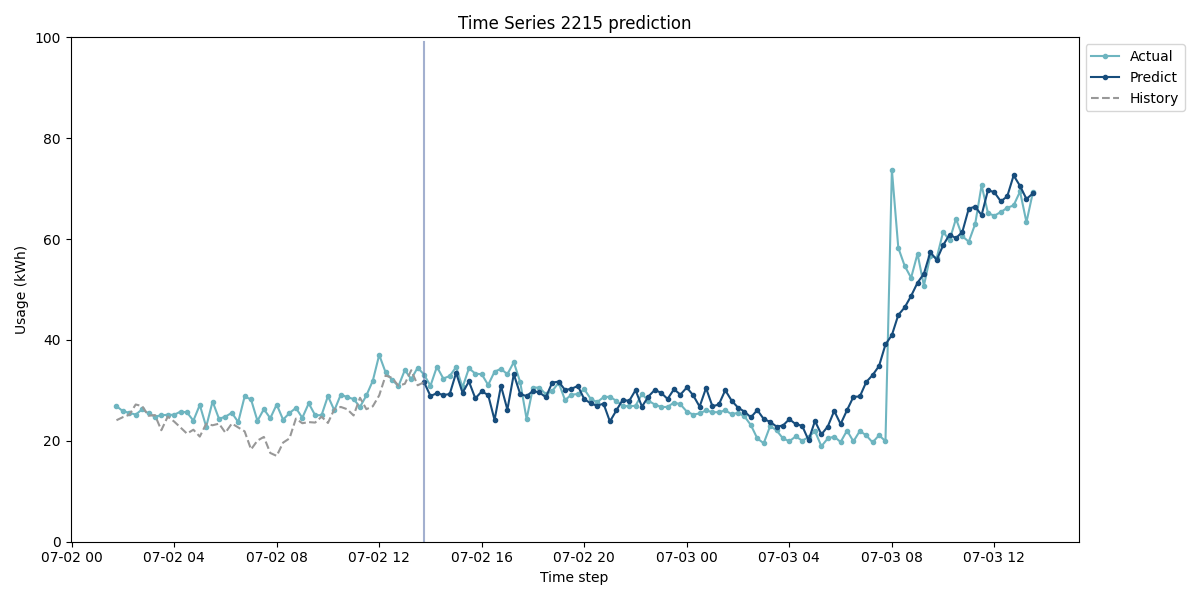 Time Series 2215 prediction
100
80
60
40
20
0
Usage (kWh)
07-02 00
07-02 04
07-02 08
07-02 12
07-02 16
07-02 20
07-03 00
07-03 04
07-03 08
07-03 12
Time step
Actual
Predict
History